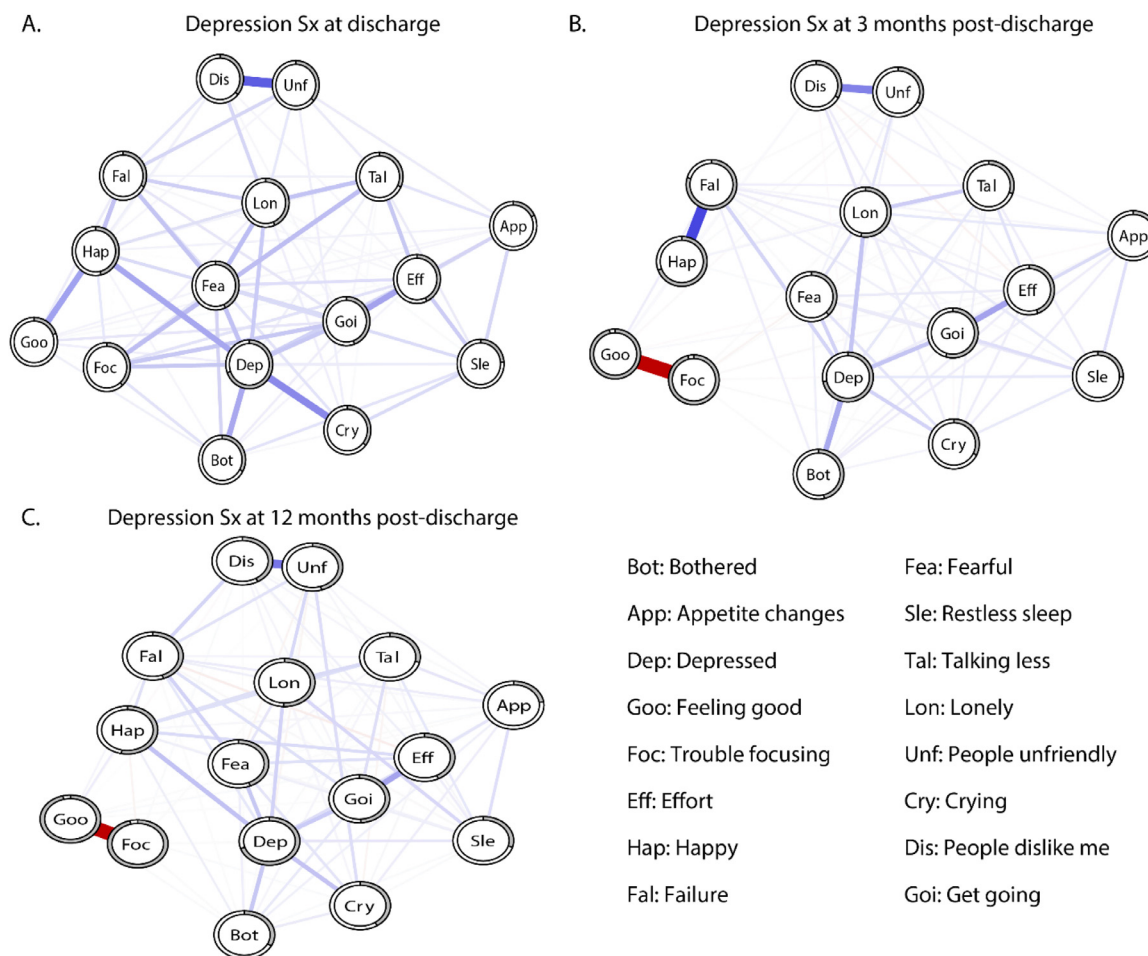 A. Depression Sx at discharge
Dis
Unf
Fal
Lon
Tal
App
Hap
Fea
Eff
Goi
Goo
Foc
Dep
Sle
Cry
Bot
B. Depression Sx at 3 months post-discharge
Dis
Unf
Fal
Lon
Tal
App
Hap
Fea
Eff
Goi
Goo
Foc
Dep
Sle
Cry
Bot
C. Depression Sx at 12 months post-discharge
Dis
Unf
Fal
Lon
Tal
App
Hap
Fea
Eff
Goi
Goo
Foc
Dep
Sle
Cry
Bot
Bot: Bothered
App: Appetite changes
Dep: Depressed
Goo: Feeling good
Foc: Trouble focusing
Eff: Effort
Hap: Happy
Fal: Failure
Fea: Fearful
Sle: Restless sleep
Tal: Talking less
Lon: Lonely
Unf: People unfriendly
Cry: Crying
Dis: People dislike me
Goi: Get going